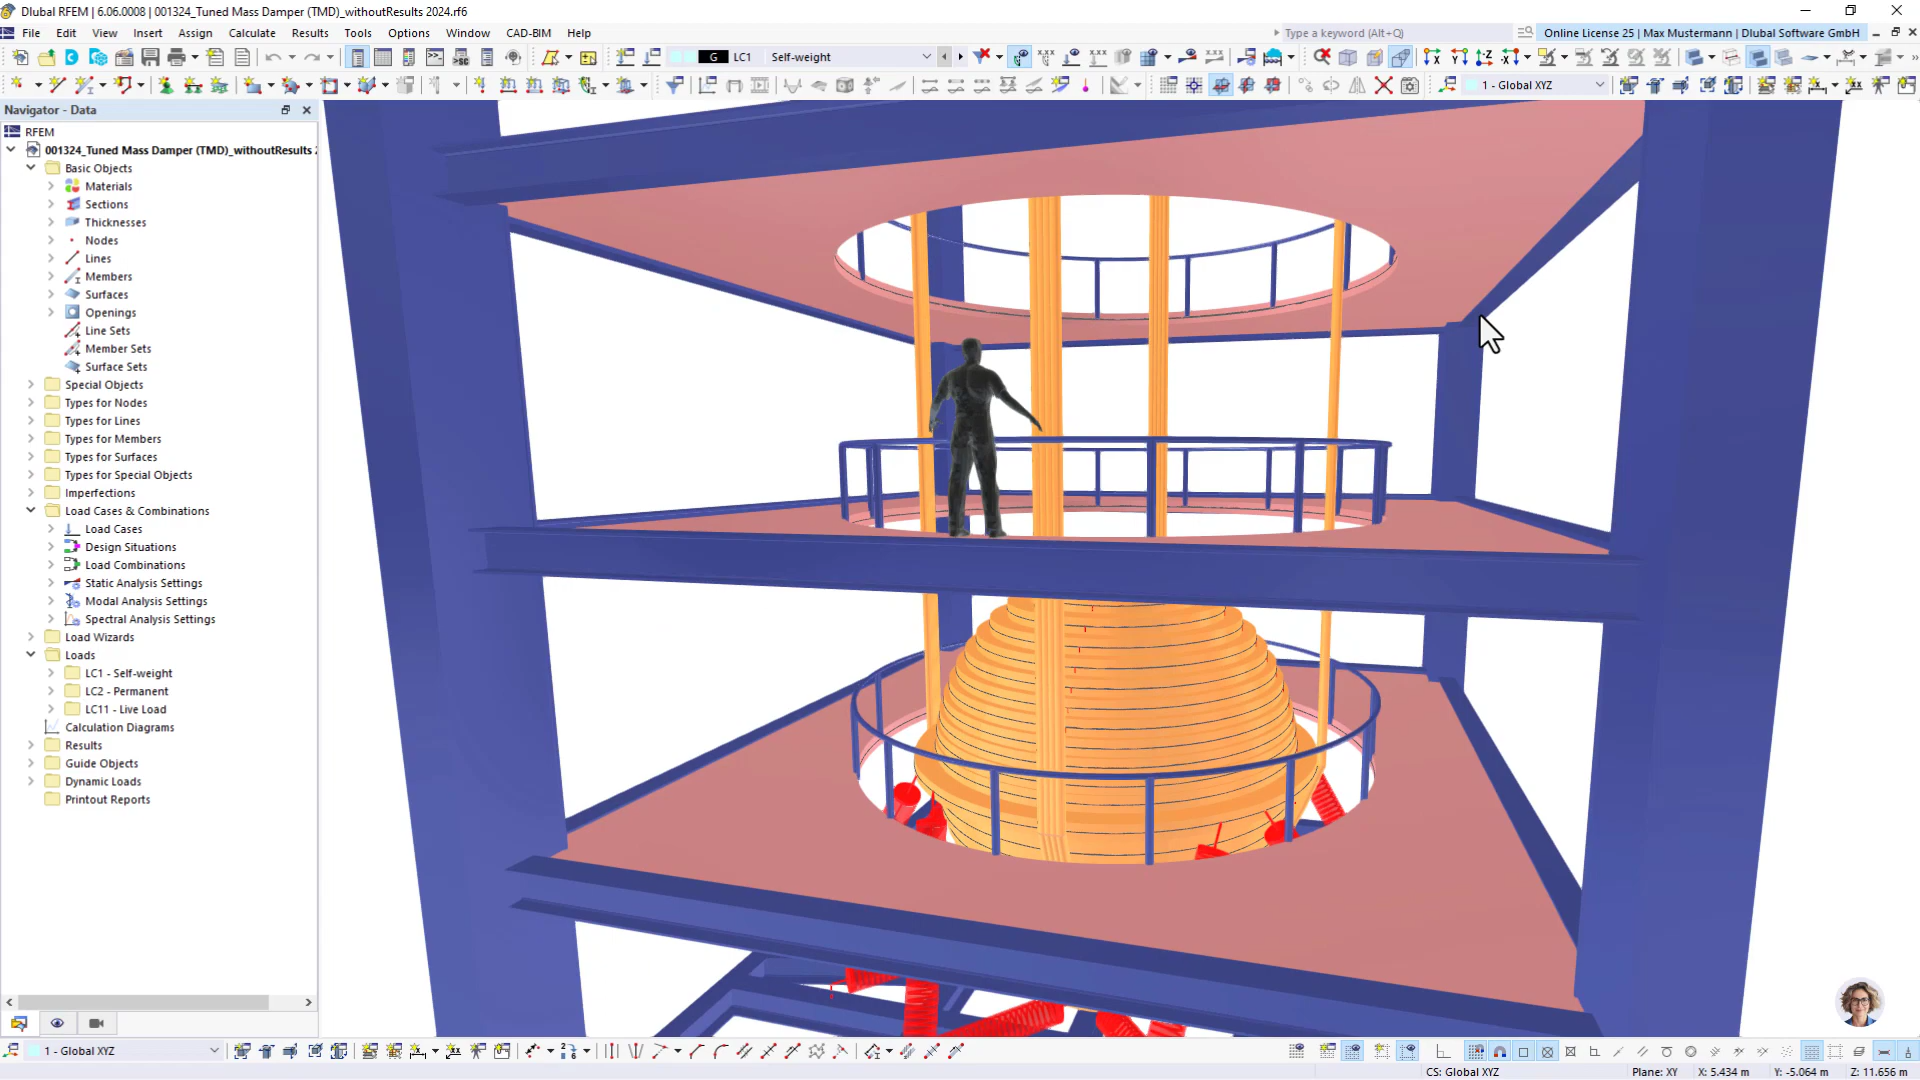 Dlubal RFEM | 6.06.0008 | 001324_Tuned Mass Damper (TMD)_withoutResults 2024.rf6
File Edit View Insert Assign Calculate Results Tools Options Window CAD-BIM Help
Type a keyword (Alt+Q)
Online License 25 | Max Mustermann | Dlubal Software GmbH
G LC1 Self-weight
1 - Global XYZ
Navigator - Data
RFEM
001324_Tuned Mass Damper (TMD)_withoutResults 2
Basic Objects
Materials
Sections
Thicknesses
Nodes
Lines
Members
Surfaces
Openings
Line Sets
Member Sets
Surface Sets
Special Objects
Types for Nodes
Types for Lines
Types for Members
Types for Surfaces
Types for Special Objects
Imperfections
Load Cases & Combinations
Load Cases
Design Situations
Load Combinations
Static Analysis Settings
Modal Analysis Settings
Spectral Analysis Settings
Load Wizards
Loads
LC1 - Self-weight
LC2 - Permanent
LC11 - Live Load
Calculation Diagrams
Results
Guide Objects
Dynamic Loads
Printout Reports
1 - Global XYZ
CS: Global XYZ
Plane: XY
X: 5.434 m
Y: -5.064 m
Z: 11.656 m